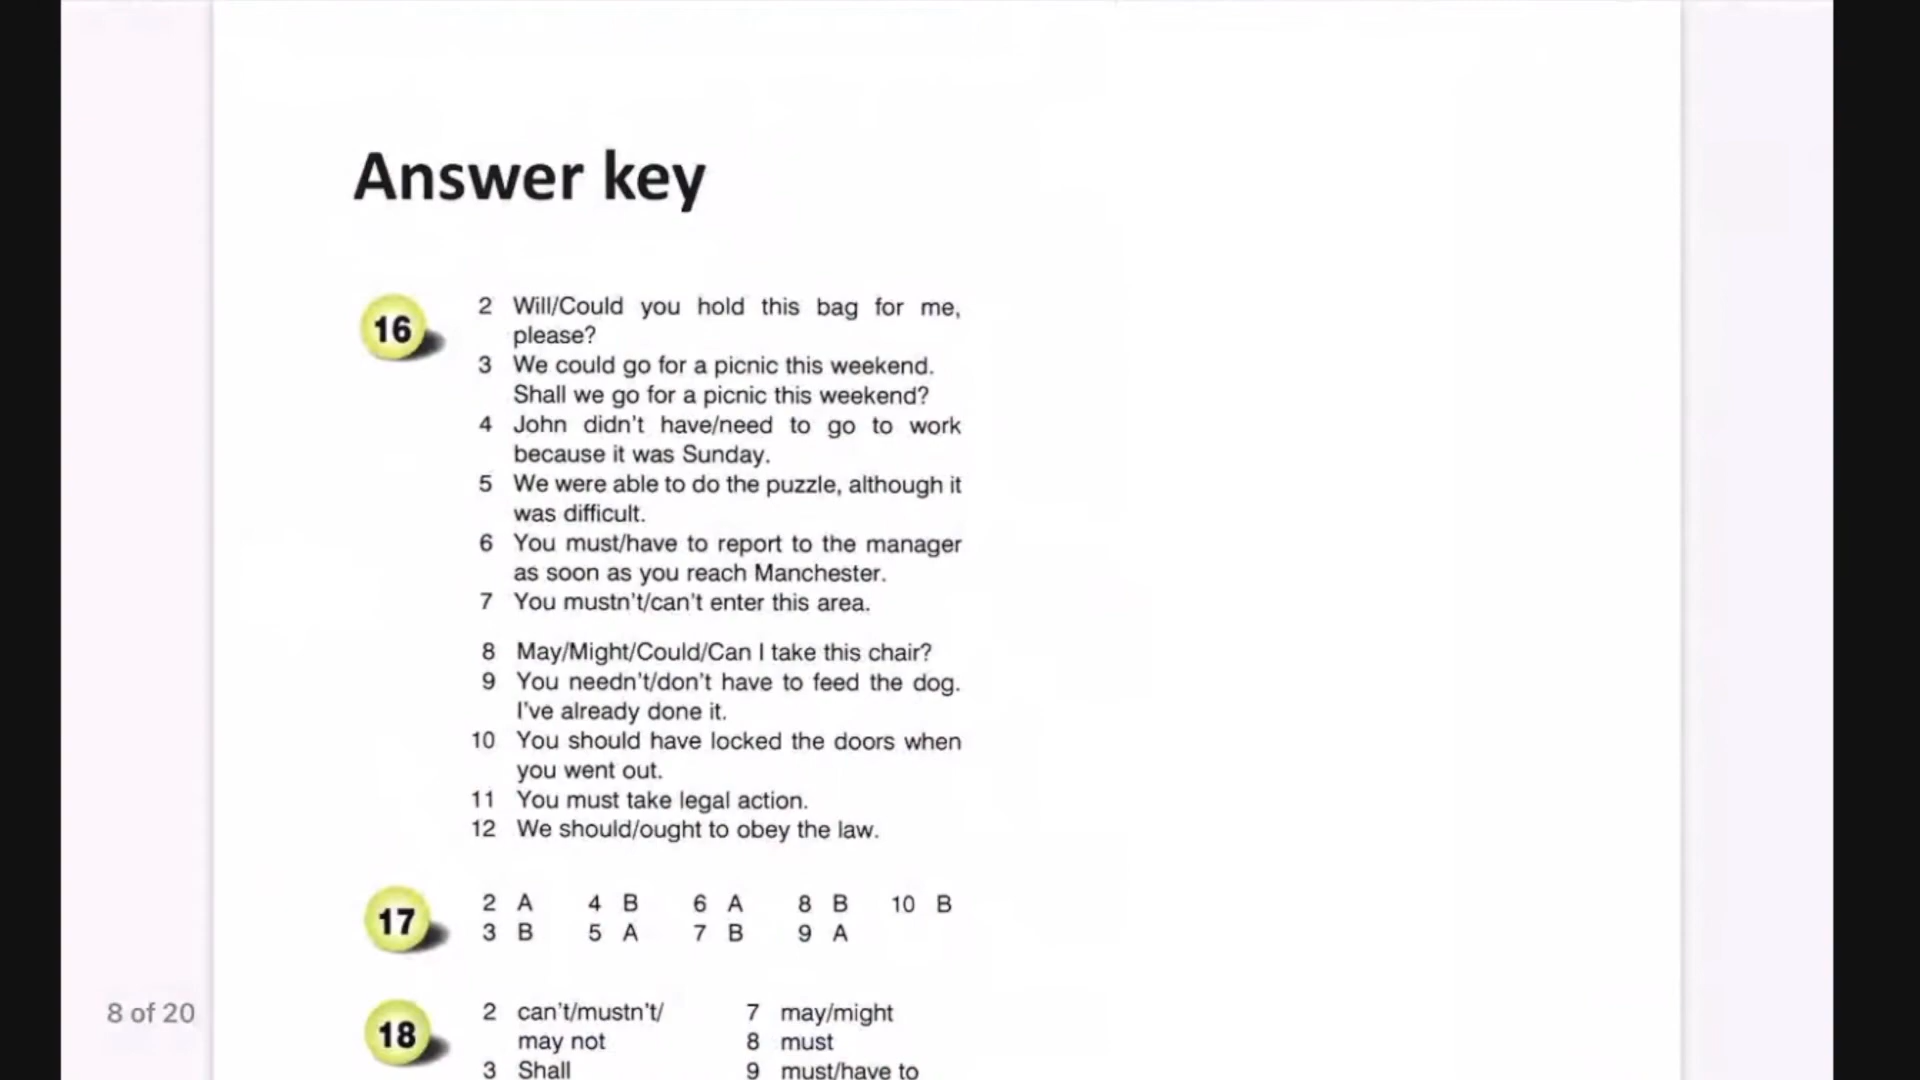 Answer key
16
2 Will/Could you hold this bag for me,
please?
3 We could go for a picnic this weekend.
Shall we go for a picnic this weekend?
4 John didn't have/need to go to work
because it was Sunday.
5 We were able to do the puzzle, although it
was difficult.
6 You must/have to report to the manager
as soon as you reach Manchester.
7 You mustn't/can't enter this area.
8 May/Might/Could/Can I take this chair?
9 You needn't/don't have to feed the dog.
I've already done it.
10 You should have locked the doors when
you went out.
11 You must take legal action.
12 We should/ought to obey the law.
17
2 A 4 B 6 A 8 B 10 B
3 B 5 A 7 B 9 A
8 of 20
18
2 can't/mustn't/ 7 may/might
may not 8 must
3 Shall 9 must/have to